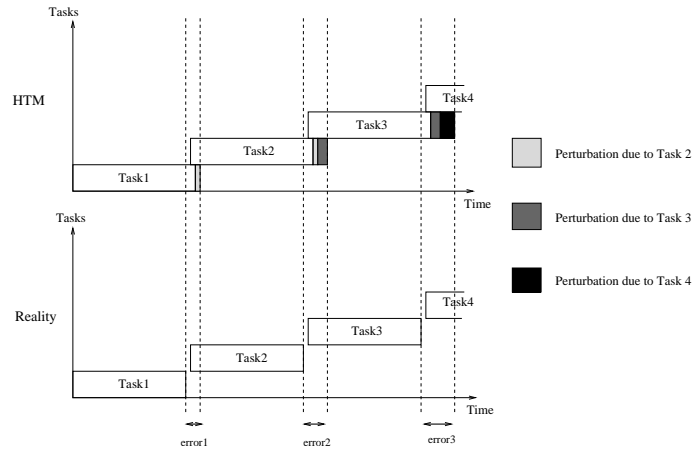 Tasks
HTM
Task4
Task3
Task2
Task1
Time
Perturbation due to Task 2
Perturbation due to Task 3
Perturbation due to Task 4
Tasks
Reality
Task4
Task3
Task2
Task1
Time
error1
error2
error3